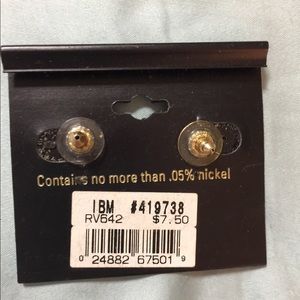 Contains no more than .05% nickel
IBM #419738
RV642 $7.50
0 24882 67501 9